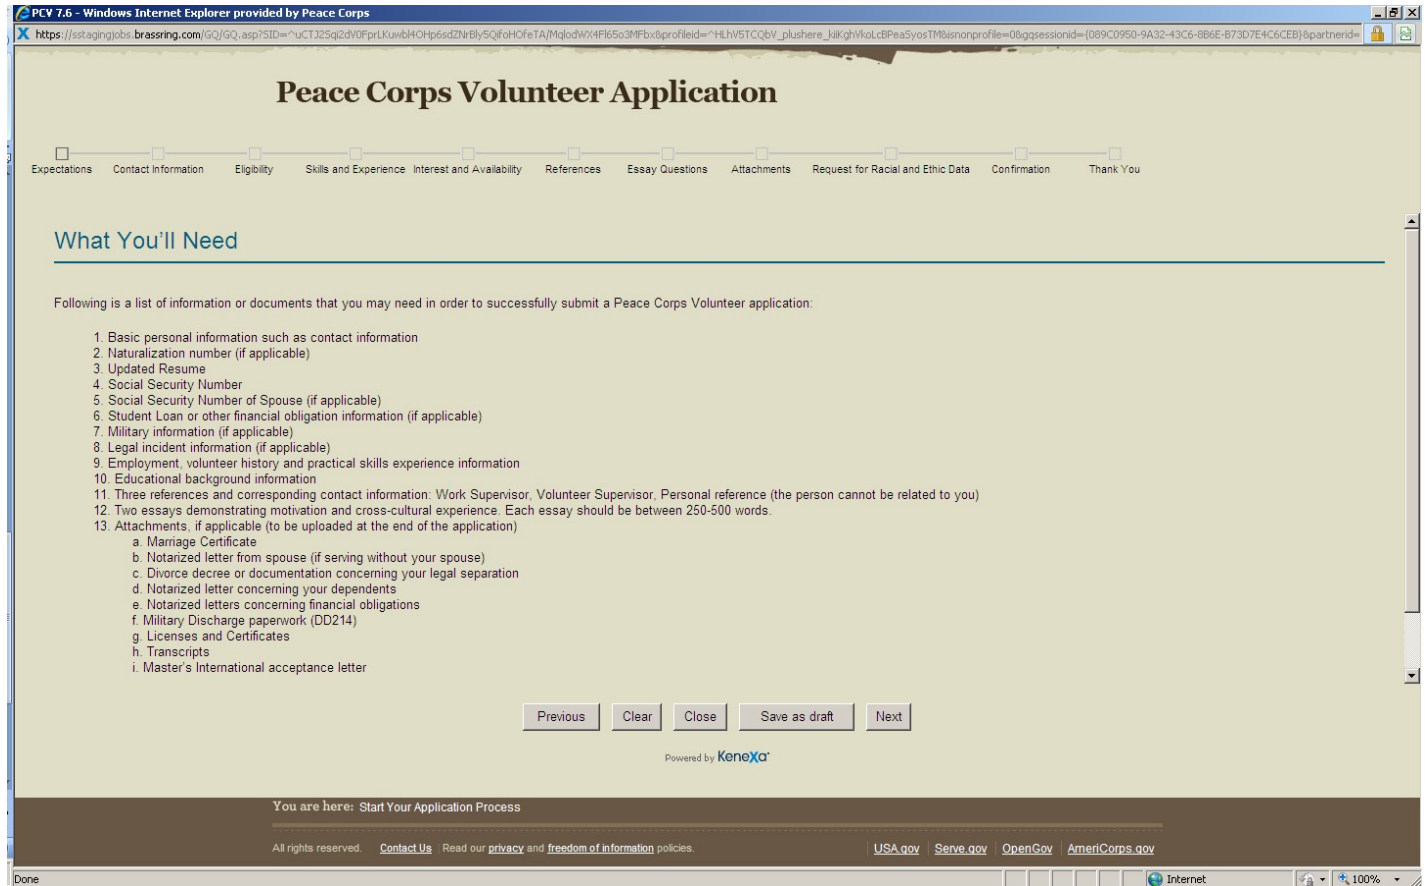 PCV 7.6 - Windows Internet Explorer provided by Peace Corps
Peace Corps Volunteer Application
Expectations Contact Information Eligibility Skills and Experience Interest and Availability References Essay Questions Attachments Request for Racial and Ethic Data Confirmation Thank You
What You'll Need
Following is a list of information or documents that you may need in order to successfully submit a Peace Corps Volunteer application:
1. Basic personal information such as contact information
2. Naturalization number (if applicable)
3. Updated Resume
4. Social Security Number
5. Social Security Number of Spouse (if applicable)
6. Student Loan or other financial obligation information (if applicable)
7. Military information (if applicable)
8. Legal incident information (if applicable)
9. Employment, volunteer history and practical skills experience information
10. Educational background information
11. Three references and corresponding contact information: Work Supervisor, Volunteer Supervisor, Personal reference (the person cannot be related to you)
12. Two essays demonstrating motivation and cross-cultural experience. Each essay should be between 250-500 words.
13. Attachments, if applicable (to be uploaded at the end of the application)
a. Marriage Certificate
b. Notarized letter from spouse (if serving without your spouse)
c. Divorce decree or documentation concerning your legal separation
d. Notarized letter concerning your dependents
e. Notarized letters concerning financial obligations
f. Military Discharge paperwork (DD214)
g. Licenses and Certificates
h. Transcripts
i. Master's International acceptance letter
Previous Clear Close Save as draft Next
Powered by Kenexa
You are here: Start Your Application Process
All rights reserved. Contact Us Read our privacy and freedom of information policies. USA.gov Serve.gov OpenGov AmeriCorps.gov
Done Internet 100%